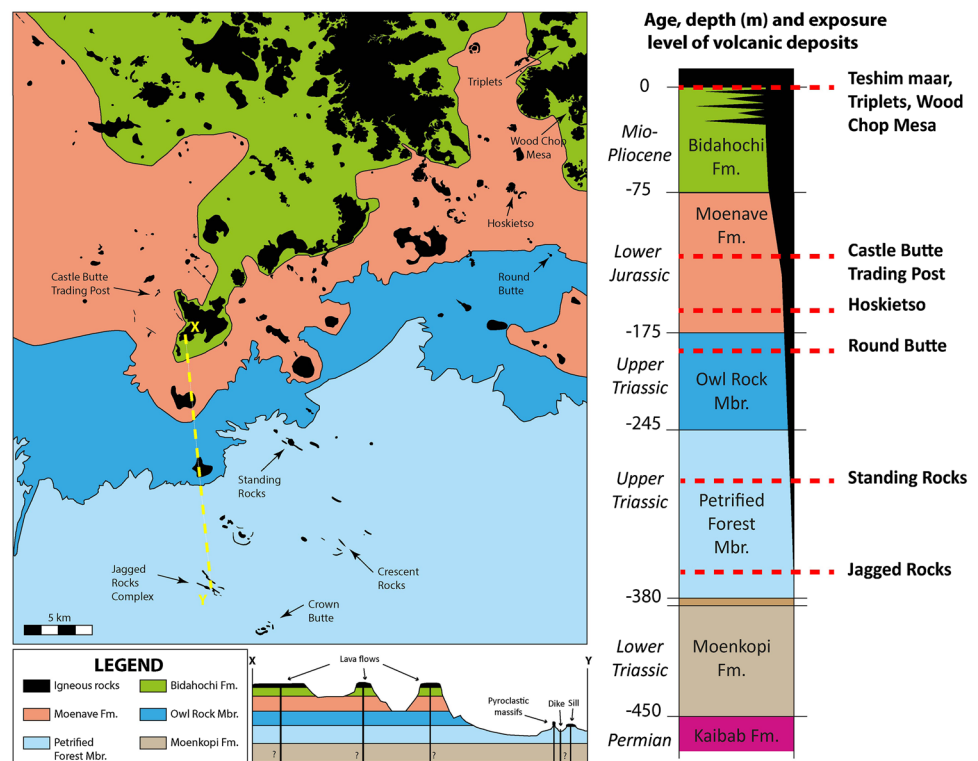 Triplets
Wood Chop
Mesa
Hoskietso
Castle Butte
Trading Post
Round
Butte
X
Standing
Rocks
Jagged
Rocks
Complex
Crescent
Rocks
Y
Crown
Butte
5 km
LEGEND
Igneous rocks
Bidahochi Fm.
Moenave Fm.
Owl Rock Mbr.
Petrified
Forest Mbr.
Moenkopi Fm.
X
Lava flows
Y
Pyroclastic
massifs
Dike
Sill
?
?
?
?
Age, depth (m) and exposure
level of volcanic deposits
0
Teshim maar,
Triplets, Wood
Chop Mesa
Mio-
Pliocene
Bidahochi
Fm.
-75
Moenave
Fm.
Lower
Jurassic
Castle Butte
Trading Post
Hoskietso
-175
Round Butte
Upper
Triassic
Owl Rock
Mbr.
-245
Upper
Triassic
Standing Rocks
Petrified
Forest
Mbr.
Jagged Rocks
-380
Lower
Triassic
Moenkopi
Fm.
-450
Permian
Kaibab Fm.